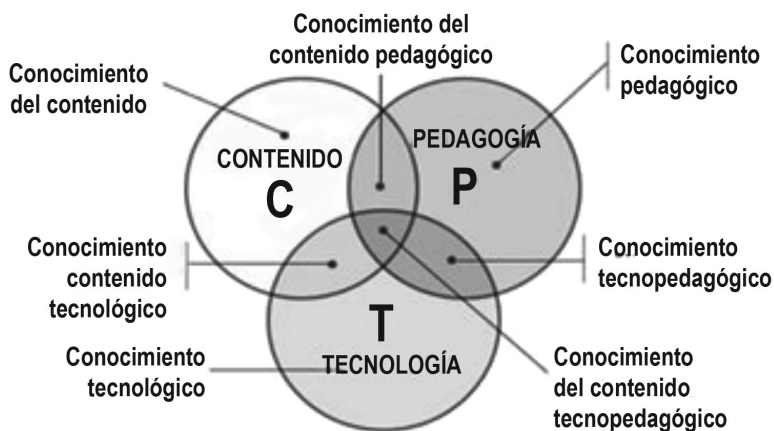 Conocimiento del
contenido pedagógico
Conocimiento
del contenido
Conocimiento
pedagógico
CONTENIDO
C
PEDAGOGÍA
P
Conocimiento
contenido
tecnológico
Conocimiento
tecnopedagógico
T
TECNOLOGÍA
Conocimiento
tecnológico
Conocimiento
del contenido
tecnopedagógico